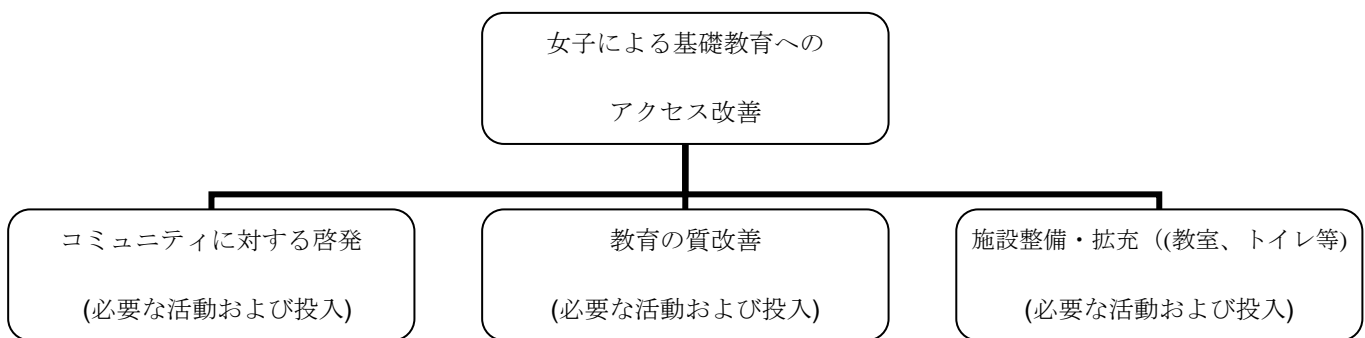 女子による基礎教育への
アクセス改善
コミュニティに対する啓発
(必要な活動および投入)
教育の質改善
(必要な活動および投入)
施設整備・拡充（(教室、トイレ等)
(必要な活動および投入)